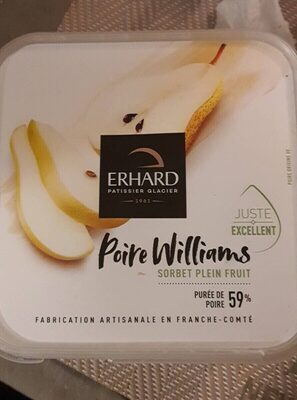 ERHARD
PATISSIER GLACIER
1961
JUSTE
EXCELLENT
Poire Williams
SORBET PLEIN FRUIT
PURÉE DE
POIRE 59%
FABRICATION ARTISANALE EN FRANCHE-COMTÉ